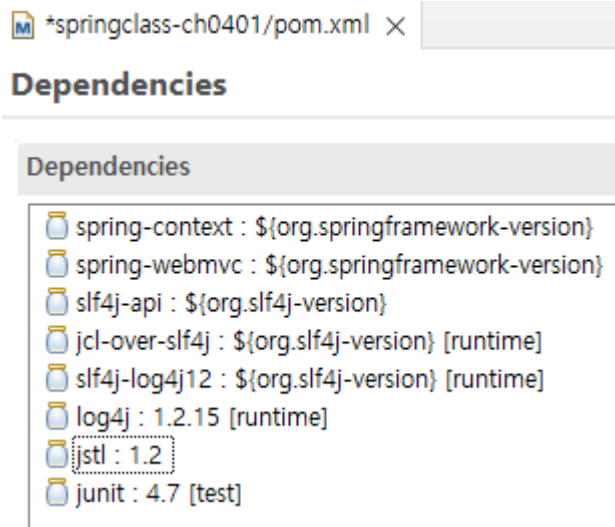 *springclass-ch0401/pom.xml
Dependencies
Dependencies
spring-context : ${org.springframework-version}
spring-webmvc : ${org.springframework-version}
slf4j-api : ${org.slf4j-version}
jcl-over-slf4j : ${org.slf4j-version} [runtime]
slf4j-log4j12 : ${org.slf4j-version} [runtime]
log4j : 1.2.15 [runtime]
jstl : 1.2
junit : 4.7 [test]